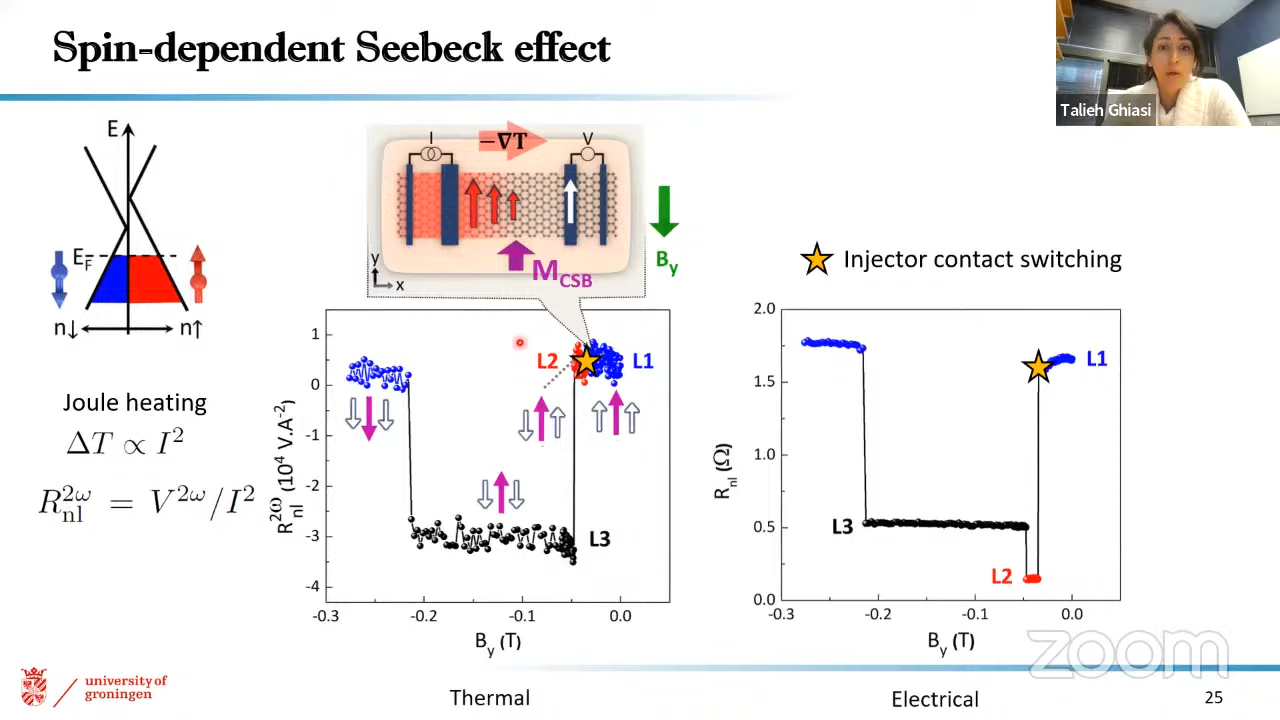 Spin-dependent Seebeck effect
Talieh Ghiasi
E
E_F
n↓
n↑
Joule heating
ΔT ∝ I²
R_nl^2ω = V^2ω/I²
I
−∇T
V
M_CSB
B_y
y
x
L2
L1
L3
1
0
-1
-2
-3
-4
R_nl^2ω (10⁴ V.A⁻²)
-0.3
-0.2
-0.1
0.0
B_y (T)
Thermal
Injector contact switching
2.0
1.5
1.0
0.5
0.0
R_nl (Ω)
L1
L3
L2
-0.3
-0.2
-0.1
0.0
B_y (T)
Electrical
zoom
university of
groningen
25